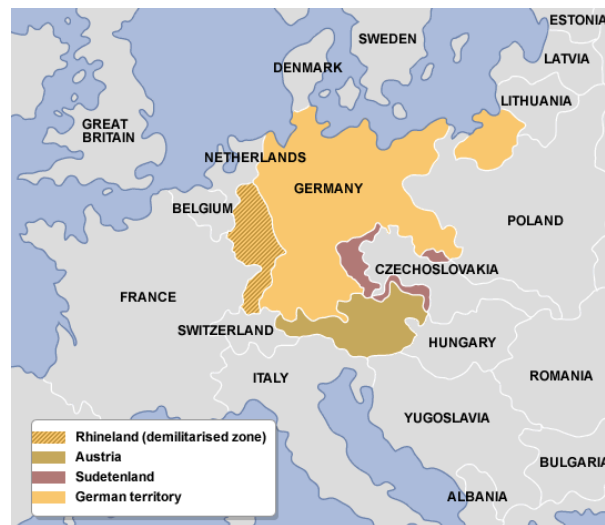 ESTONIA
SWEDEN
LATVIA
DENMARK
LITHUANIA
GREAT
BRITAIN
NETHERLANDS
GERMANY
BELGIUM
POLAND
CZECHOSLOVAKIA
FRANCE
SWITZERLAND
HUNGARY
ITALY
ROMANIA
YUGOSLAVIA
BULGARIA
ALBANIA
Rhineland (demilitarised zone)
Austria
Sudetenland
German territory